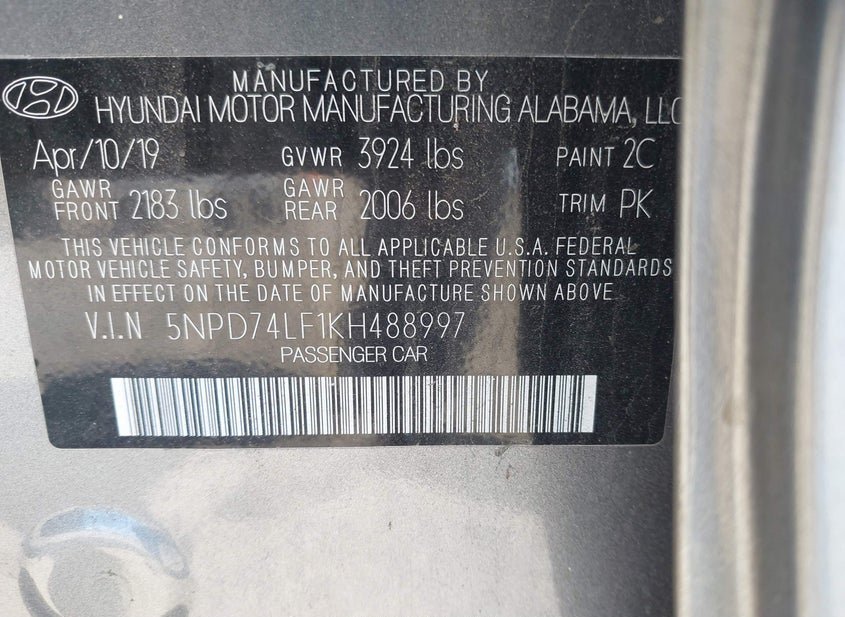 MANUFACTURED BY
HYUNDAI MOTOR MANUFACTURING ALABAMA, LLC
Apr/10/19 GVWR 3924 lbs PAINT 2C
GAWR FRONT 2183 lbs GAWR REAR 2006 lbs TRIM PK
THIS VEHICLE CONFORMS TO ALL APPLICABLE U.S.A. FEDERAL
MOTOR VEHICLE SAFETY, BUMPER, AND THEFT PREVENTION STANDARDS
IN EFFECT ON THE DATE OF MANUFACTURE SHOWN ABOVE
V.I.N 5NPD74LF1KH488997
PASSENGER CAR